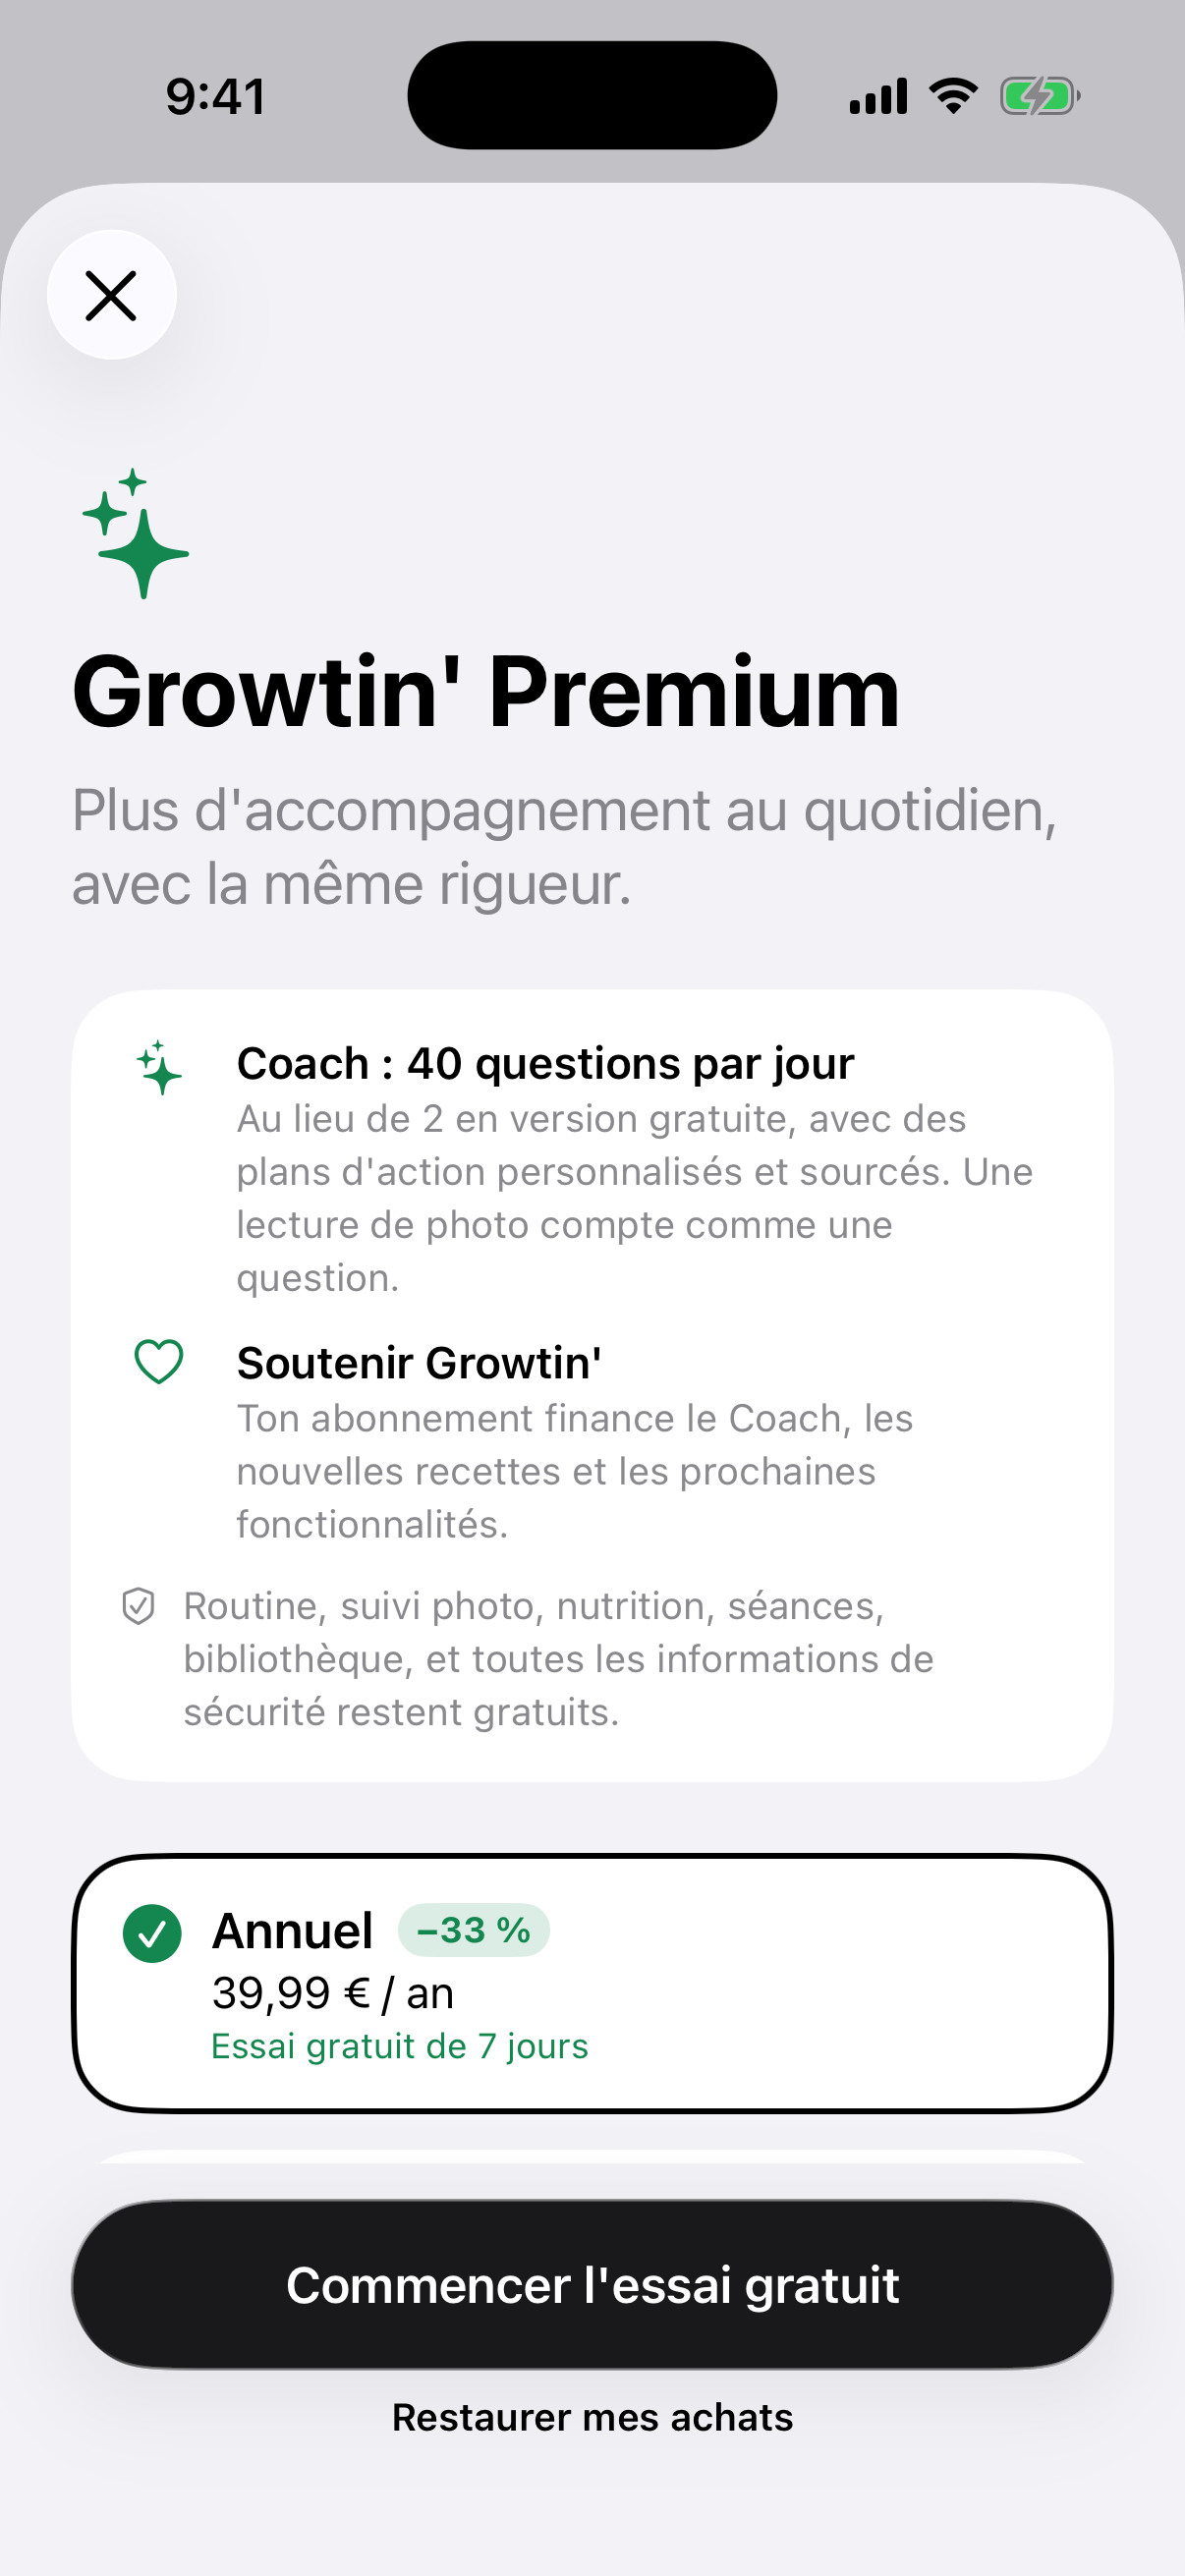 9:41
Growtin' Premium
Plus d'accompagnement au quotidien,
avec la même rigueur.
Coach : 40 questions par jour
Au lieu de 2 en version gratuite, avec des
plans d'action personnalisés et sourcés. Une
lecture de photo compte comme une
question.
Soutenir Growtin'
Ton abonnement finance le Coach, les
nouvelles recettes et les prochaines
fonctionnalités.
Routine, suivi photo, nutrition, séances,
bibliothèque, et toutes les informations de
sécurité restent gratuits.
Annuel −33 %
39,99 € / an
Essai gratuit de 7 jours
Commencer l'essai gratuit
Restaurer mes achats